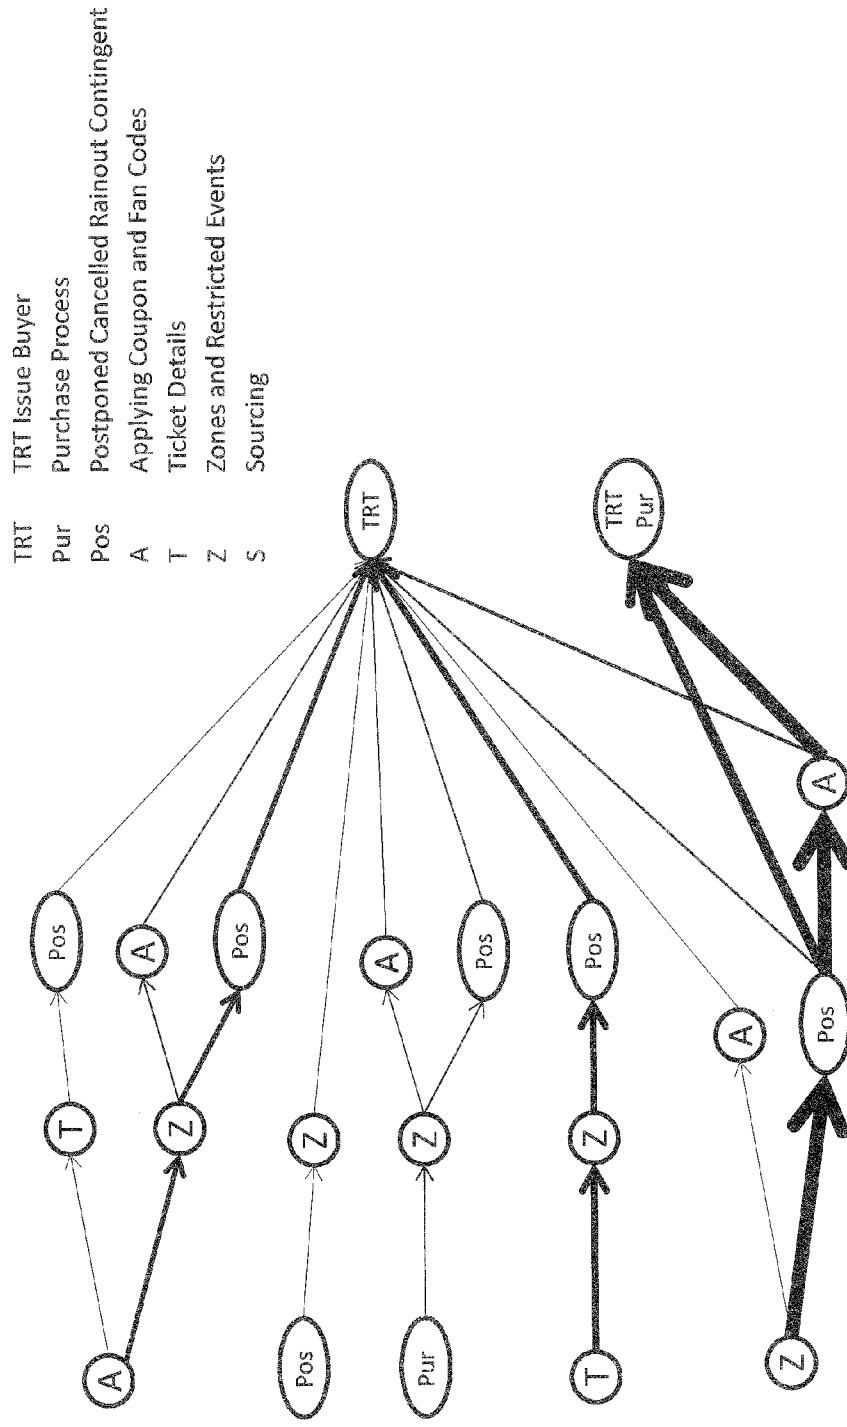 TRT TRT Issue Buyer
Pur Purchase Process
Pos Postponed Cancelled Rainout Contingent
A Applying Coupon and Fan Codes
T Ticket Details
Z Zones and Restricted Events
S Sourcing
A
T
Pos
Z
A
Pos
Pos
Z
Pur
Z
A
Pos
T
Z
Pos
Z
A
Pos
A
TRT
TRT
Pur